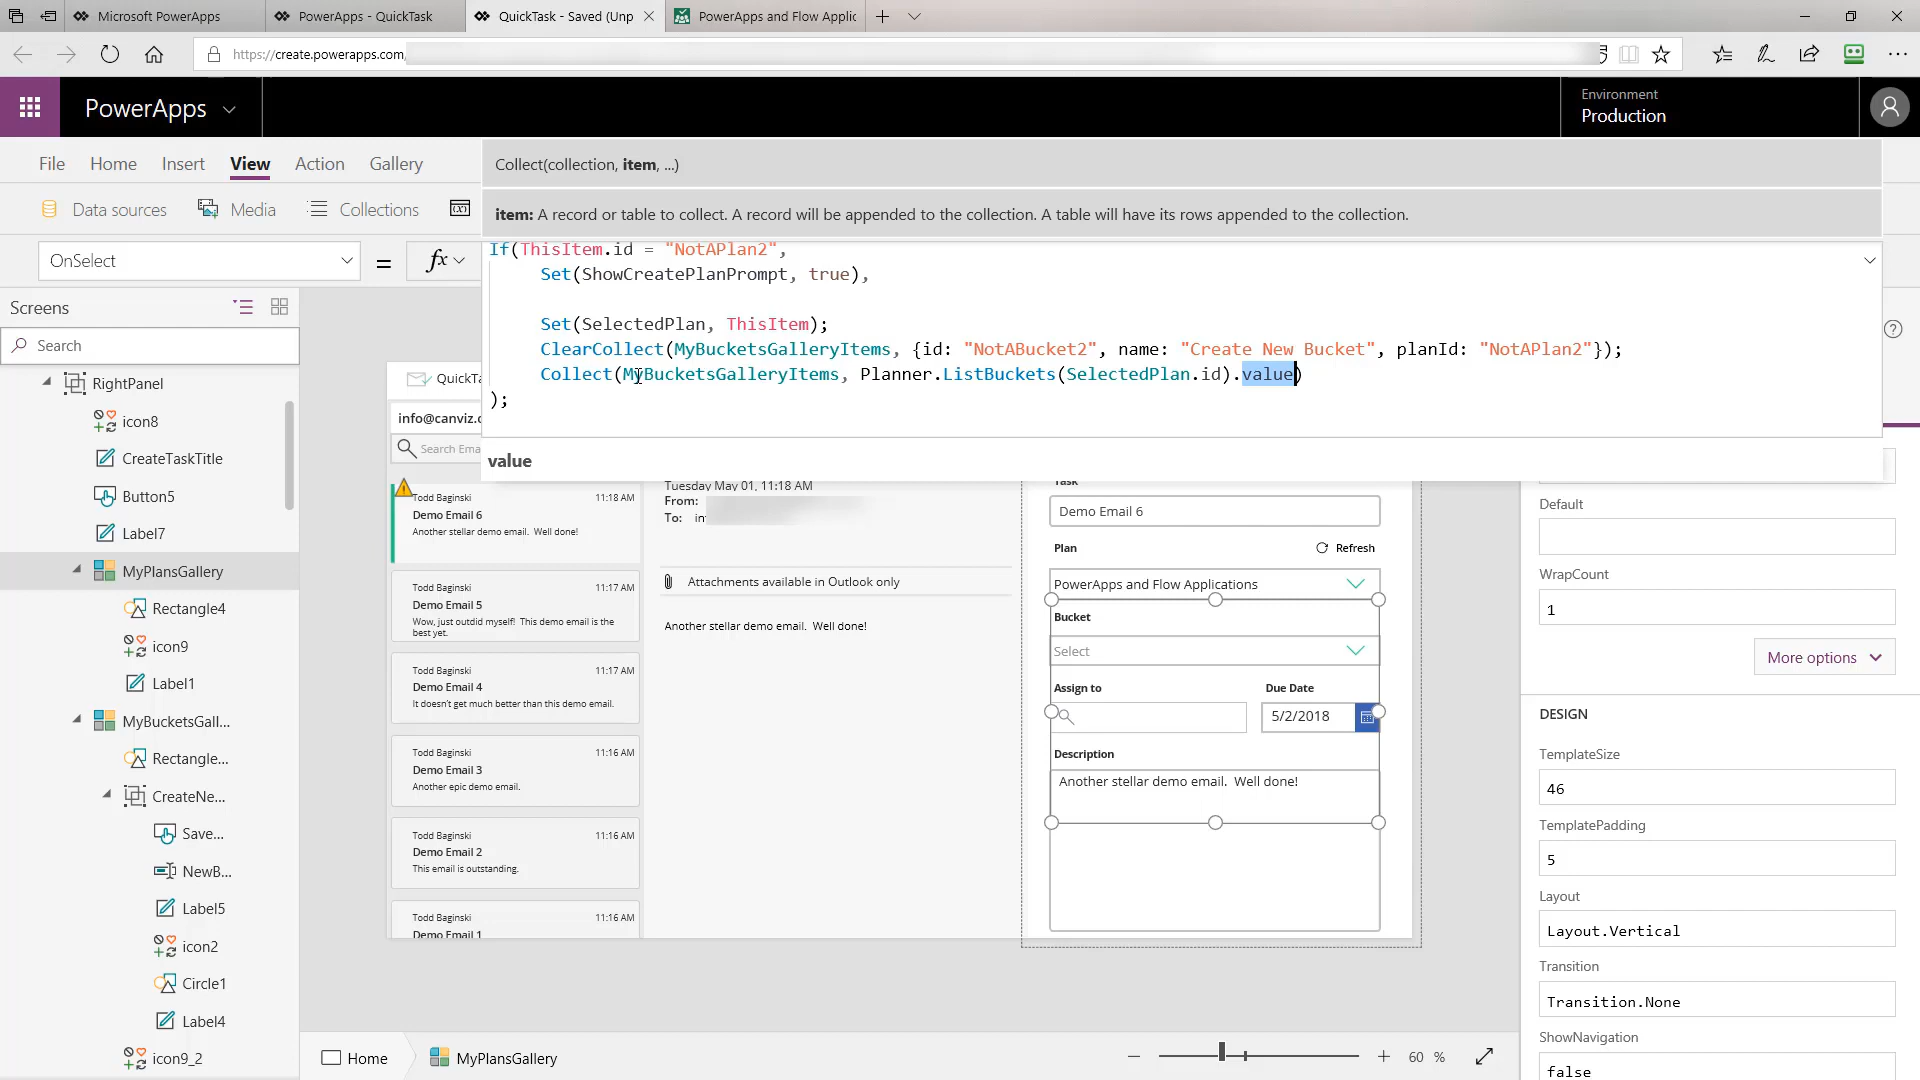 Microsoft PowerApps
PowerApps - QuickTask
QuickTask - Saved (Unp
PowerApps and Flow Applic
https://create.powerapps.com
PowerApps
Environment
Production
File Home Insert View Action Gallery
Collect(collection, item, ...)
Data sources Media Collections
item: A record or table to collect. A record will be appended to the collection. A table will have its rows appended to the collection.
OnSelect = fx
If(ThisItem.id = "NotAPlan2",
Set(ShowCreatePlanPrompt, true),
Set(SelectedPlan, ThisItem);
ClearCollect(MyBucketsGalleryItems, {id: "NotABucket2", name: "Create New Bucket", planId: "NotAPlan2"});
Collect(MyBucketsGalleryItems, Planner.ListBuckets(SelectedPlan.id).value)
);
value
Screens
Search
RightPanel
icon8
CreateTaskTitle
Button5
Label7
MyPlansGallery
Rectangle4
icon9
Label1
MyBucketsGall...
Rectangle...
CreateNe...
Save...
NewB...
Label5
icon2
Circle1
Label4
icon9_2
QuickTa
info@canviz.c
Search Ema
Todd Baginski 11:18 AM
Demo Email 6
Another stellar demo email. Well done!
Todd Baginski 11:17 AM
Demo Email 5
Wow, just outdid myself! This demo email is the
best yet.
Todd Baginski 11:17 AM
Demo Email 4
It doesn't get much better than this demo email.
Todd Baginski 11:16 AM
Demo Email 3
Another epic demo email.
Todd Baginski 11:16 AM
Demo Email 2
This email is outstanding.
Todd Baginski 11:16 AM
Demo Email 1
Tuesday May 01, 11:18 AM
From:
To: in
Attachments available in Outlook only
Another stellar demo email. Well done!
Task
Demo Email 6
Plan Refresh
PowerApps and Flow Applications
Bucket
Select
Assign to Due Date
5/2/2018
Description
Another stellar demo email. Well done!
Default
WrapCount
1
More options
DESIGN
TemplateSize
46
TemplatePadding
5
Layout
Layout.Vertical
Transition
Transition.None
ShowNavigation
false
Home MyPlansGallery
60 %